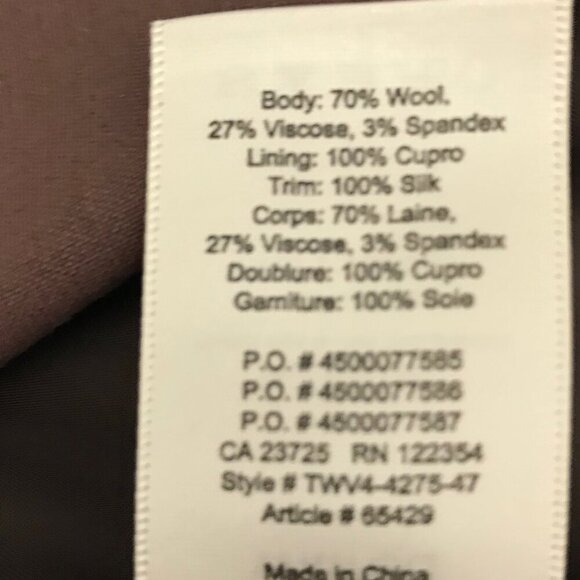 Body: 70% Wool,
27% Viscose, 3% Spandex
Lining: 100% Cupro
Trim: 100% Silk
Corps: 70% Laine,
27% Viscose, 3% Spandex
Doublure: 100% Cupro
Garniture: 100% Soie
P.O. # 4500077585
P.O. # 4500077586
P.O. # 4500077587
CA 23725 RN 122354
Style # TWV4-4275-47
Article # 65429
Made in China